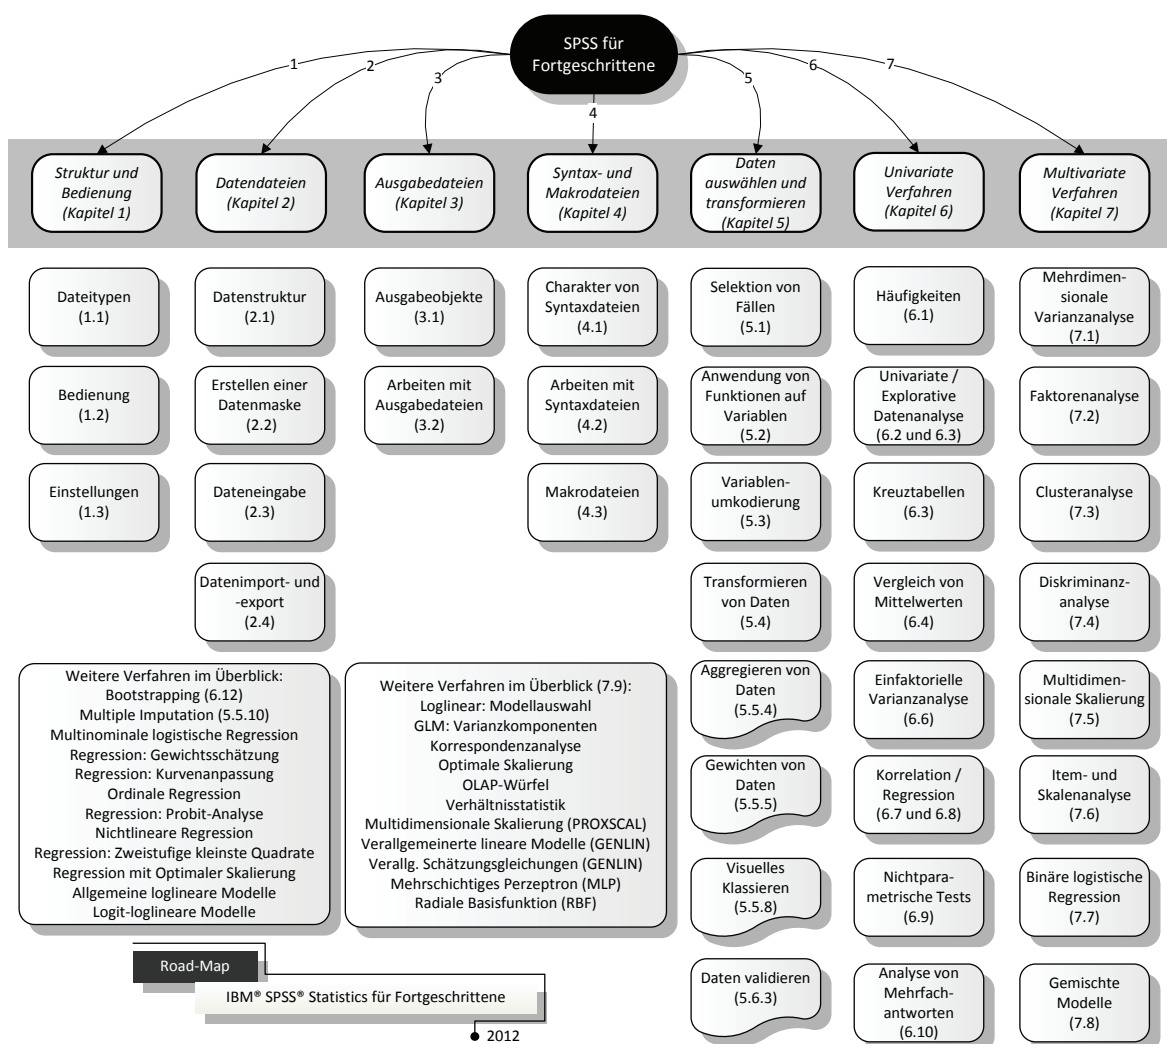 SPSS für
Fortgeschrittene
1
2
3
4
5
6
7
Struktur und
Bedienung
(Kapitel 1)
Datendateien
(Kapitel 2)
Ausgabedateien
(Kapitel 3)
Syntax- und
Makrodateien
(Kapitel 4)
Daten
auswählen und
transformieren
(Kapitel 5)
Univariate
Verfahren
(Kapitel 6)
Multivariate
Verfahren
(Kapitel 7)
Dateitypen
(1.1)
Datenstruktur
(2.1)
Ausgabeobjekte
(3.1)
Charakter von
Syntaxdateien
(4.1)
Selektion von
Fällen
(5.1)
Häufigkeiten
(6.1)
Mehrdimen-
sionale
Varianzanalyse
(7.1)
Bedienung
(1.2)
Erstellen einer
Datenmaske
(2.2)
Arbeiten mit
Ausgabedateien
(3.2)
Arbeiten mit
Syntaxdateien
(4.2)
Anwendung von
Funktionen auf
Variablen
(5.2)
Univariate /
Explorative
Datenanalyse
(6.2 und 6.3)
Faktorenanalyse
(7.2)
Einstellungen
(1.3)
Dateneingabe
(2.3)
Makrodateien
(4.3)
Variablen-
umkodierung
(5.3)
Kreuztabellen
(6.3)
Clusteranalyse
(7.3)
Datenimport- und
-export
(2.4)
Transformieren
von Daten
(5.4)
Vergleich von
Mittelwerten
(6.4)
Diskriminanz-
analyse
(7.4)
Weitere Verfahren im Überblick:
Bootstrapping (6.12)
Multiple Imputation (5.5.10)
Multinominale logistische Regression
Regression: Gewichtsschätzung
Regression: Kurvenanpassung
Ordinale Regression
Regression: Probit-Analyse
Nichtlineare Regression
Regression: Zweistufige kleinste Quadrate
Regression mit Optimaler Skalierung
Allgemeine loglineare Modelle
Logit-loglineare Modelle
Weitere Verfahren im Überblick (7.9):
Loglinear: Modellauswahl
GLM: Varianzkomponenten
Korrespondenzanalyse
Optimale Skalierung
OLAP-Würfel
Verhältnisstatistik
Multidimensionale Skalierung (PROXSCAL)
Verallgemeinerte lineare Modelle (GENLIN)
Verallg. Schätzungsgleichungen (GENLIN)
Mehrschichtiges Perzeptron (MLP)
Radiale Basisfunktion (RBF)
Aggregieren von
Daten
(5.5.4)
Einfaktorielle
Varianzanalyse
(6.6)
Multidimen-
sionale Skalierung
(7.5)
Gewichten von
Daten
(5.5.5)
Korrelation /
Regression
(6.7 und 6.8)
Item- und
Skalenanalyse
(7.6)
Visuelles
Klassieren
(5.5.8)
Nichtpara-
metrische Tests
(6.9)
Binäre logistische
Regression
(7.7)
Daten validieren
(5.6.3)
Analyse von
Mehrfach-
antworten
(6.10)
Gemischte
Modelle
(7.8)
Road-Map
IBM® SPSS® Statistics für Fortgeschrittene
2012